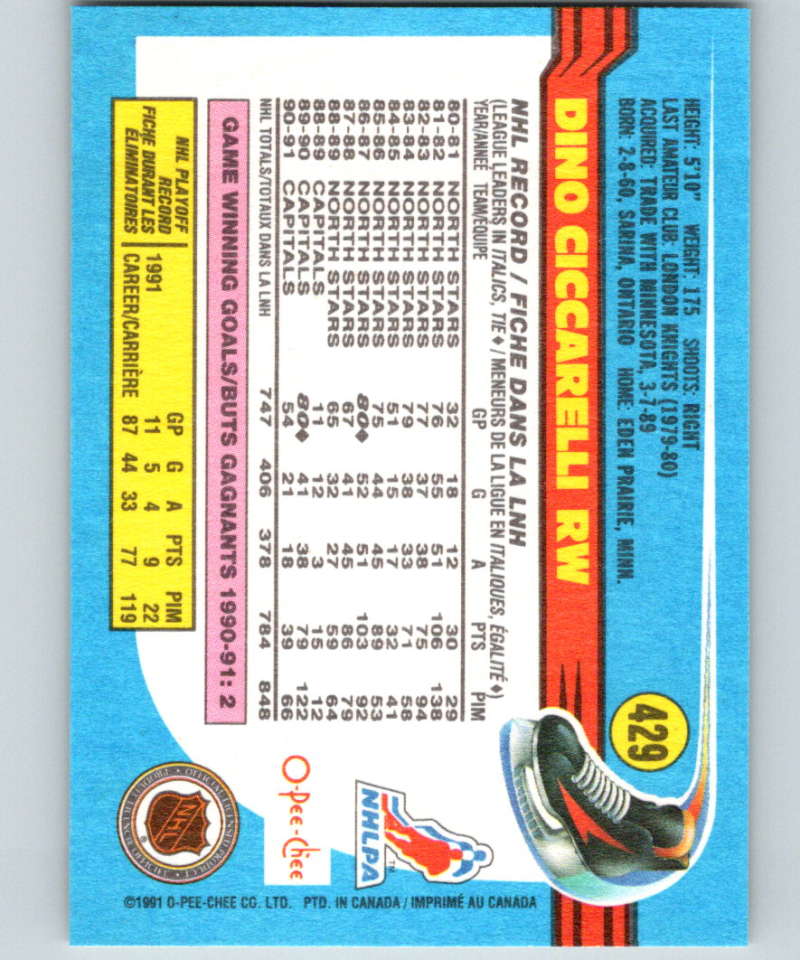 429
HEIGHT: 5'10" WEIGHT: 175 SHOOTS: RIGNT
LAST AMATEUR CLUB: LONDON KNIGHTS (1979-80)
ACQUIRED: TRADE WITH MINNESOTA, 3-7-89
BORN: 2-8-60, SARINA, ONTARIO HOME: EDEN PRAIRIE, MINN.
DINO CICCARELLI RW
NHL RECORD / FICHE DANS LA LNH
(LEAGUE LEADERS IN ITALICS, TIE ♦ / MENEURS DE LA LIGUE EN ITALIQUES, ÉGALITÉ ♦)
YEAR/ANNÉE TEAM/ÉQUIPE GP G A PTS PIM
80-81 NORTH STARS 32 18 12 30 29
81-82 NORTH STARS 76 55 51 106 138
82-83 NORTH STARS 77 37 38 75 94
83-84 NORTH STARS 79 38 33 71 58
84-85 NORTH STARS 51 15 17 32 41
85-86 NORTH STARS 75 44 45 89 53
86-87 NORTH STARS 80♦ 52 51 103 92
87-88 NORTH STARS 67 41 45 86 79
88-89 NORTH STARS 65 32 27 59 64
88-89 CAPITALS 11 12 3 15 12
89-90 CAPITALS 80♦ 41 38 79 122
90-91 CAPITALS 54 21 18 39 66
NHL TOTALS/TOTAUX DANS LA LNH 747 406 378 784 848
GAME WINNING GOALS/BUTS GAGNANTS 1990-91: 2
NHL PLAYOFF RECORD
FICHE DURANT LES ÉLIMINATOIRES
GP G A PTS PIM
1991 11 5 4 9 22
CAREER/CARRIÈRE 87 44 33 77 119
NHLPA ™
O-Pee-Chee
NHL ®
©1991 O-PEE-CHEE CO. LTD. PTD. IN CANADA / IMPRIMÉ AU CANADA